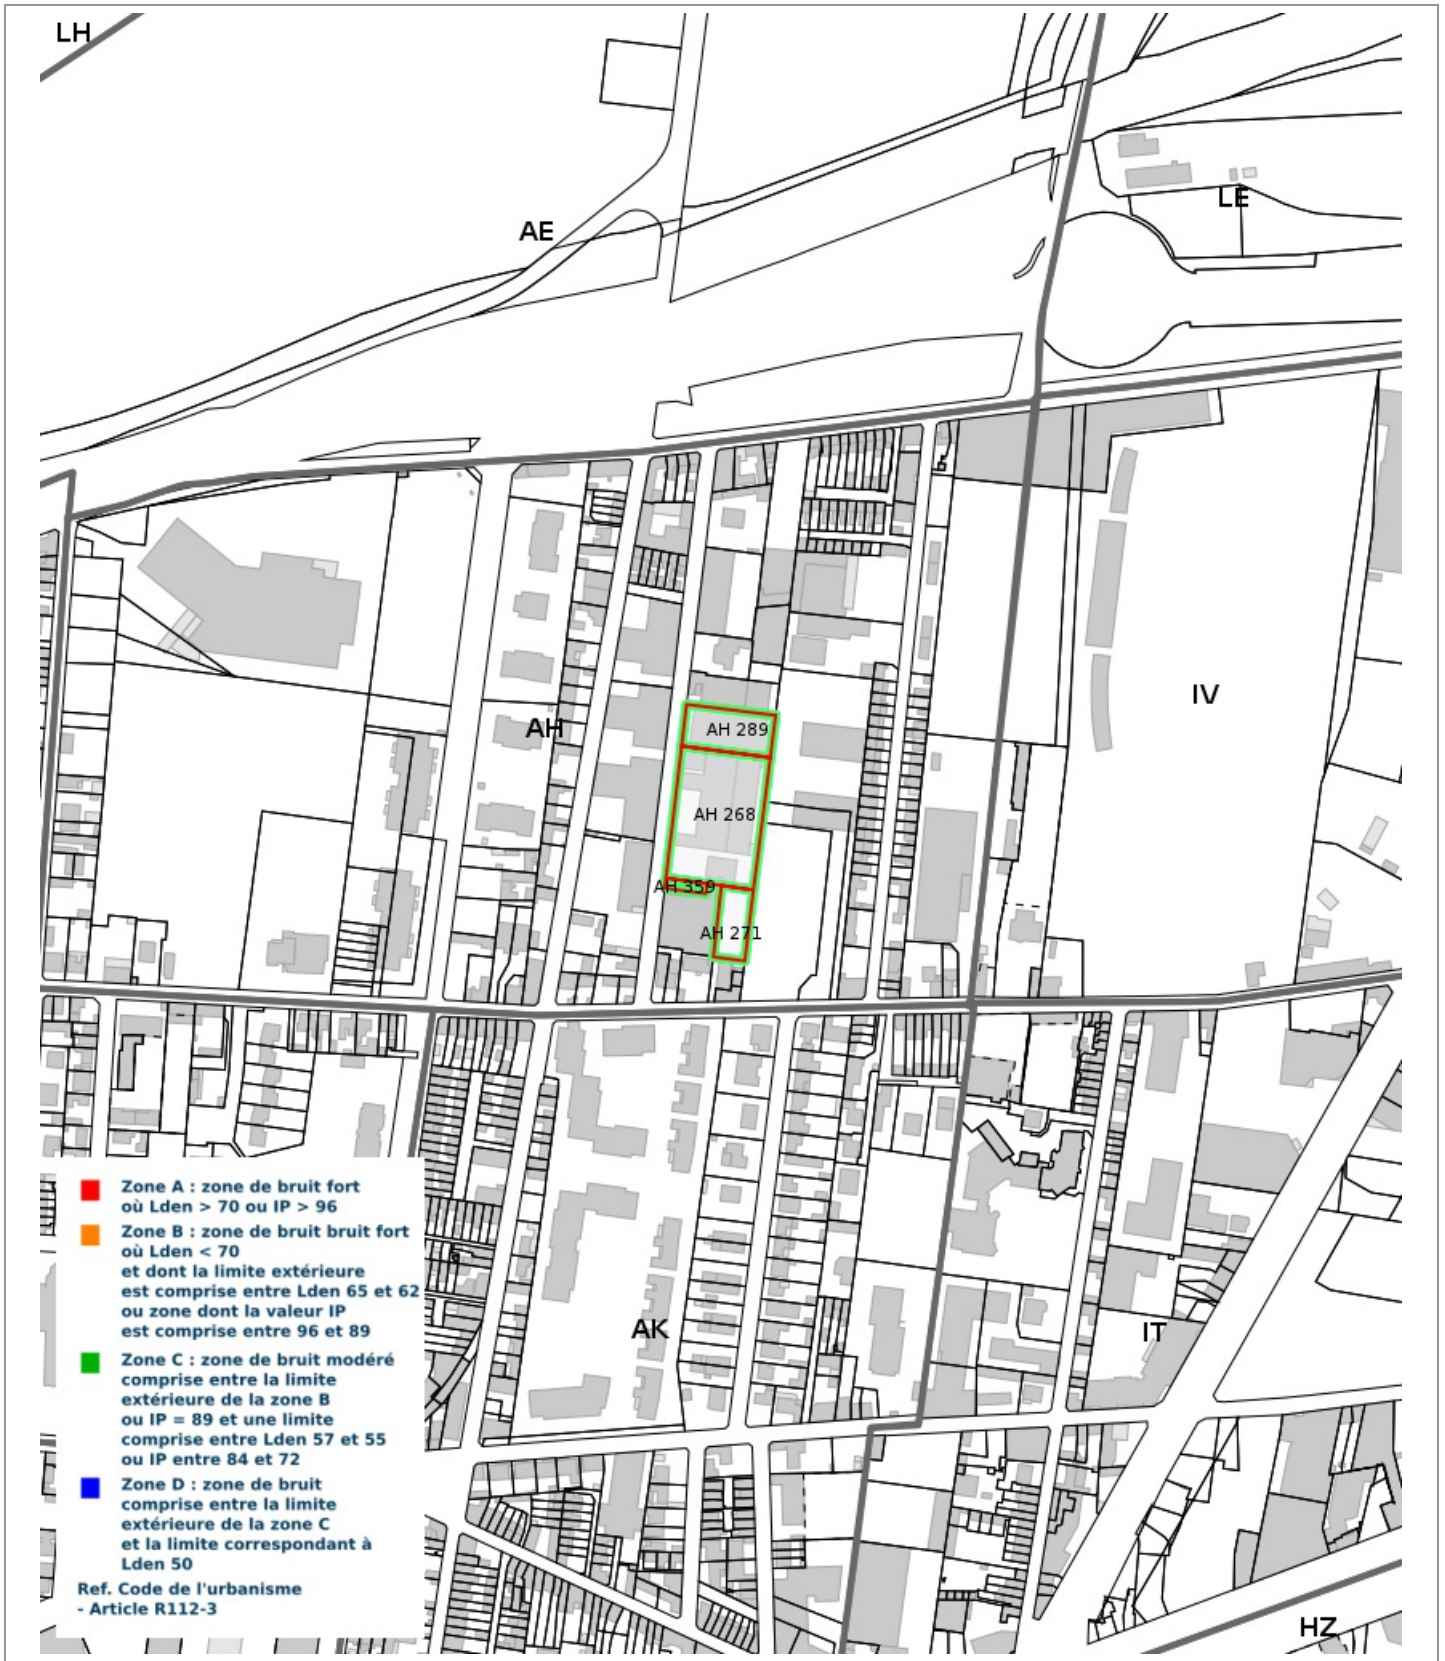 LH
LE
AE
IV
AH
AH 289
AH 268
AH 359
AH 271
Zone A : zone de bruit fort
où Lden > 70 ou IP > 96
Zone B : zone de bruit bruit fort
où Lden < 70
et dont la limite extérieure
est comprise entre Lden 65 et 62
ou zone dont la valeur IP
est comprise entre 96 et 89
Zone C : zone de bruit modéré
comprise entre la limite
extérieure de la zone B
ou IP = 89 et une limite
comprise entre Lden 57 et 55
ou IP entre 84 et 72
Zone D : zone de bruit
comprise entre la limite
extérieure de la zone C
et la limite correspondant à
Lden 50
Ref. Code de l'urbanisme
- Article R112-3
AK
IT
HZ